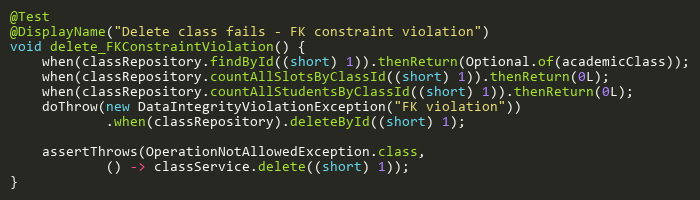 @Test
@DisplayName("Delete class fails - FK constraint violation")
void delete_FKConstraintViolation() {
    when(classRepository.findById((short) 1)).thenReturn(Optional.of(academicClass));
    when(classRepository.countAllSlotsByClassId((short) 1)).thenReturn(0L);
    when(classRepository.countAllStudentsByClassId((short) 1)).thenReturn(0L);
    doThrow(new DataIntegrityViolationException("FK violation"))
            .when(classRepository).deleteById((short) 1);

    assertThrows(OperationNotAllowedException.class,
            () -> classService.delete((short) 1));
}